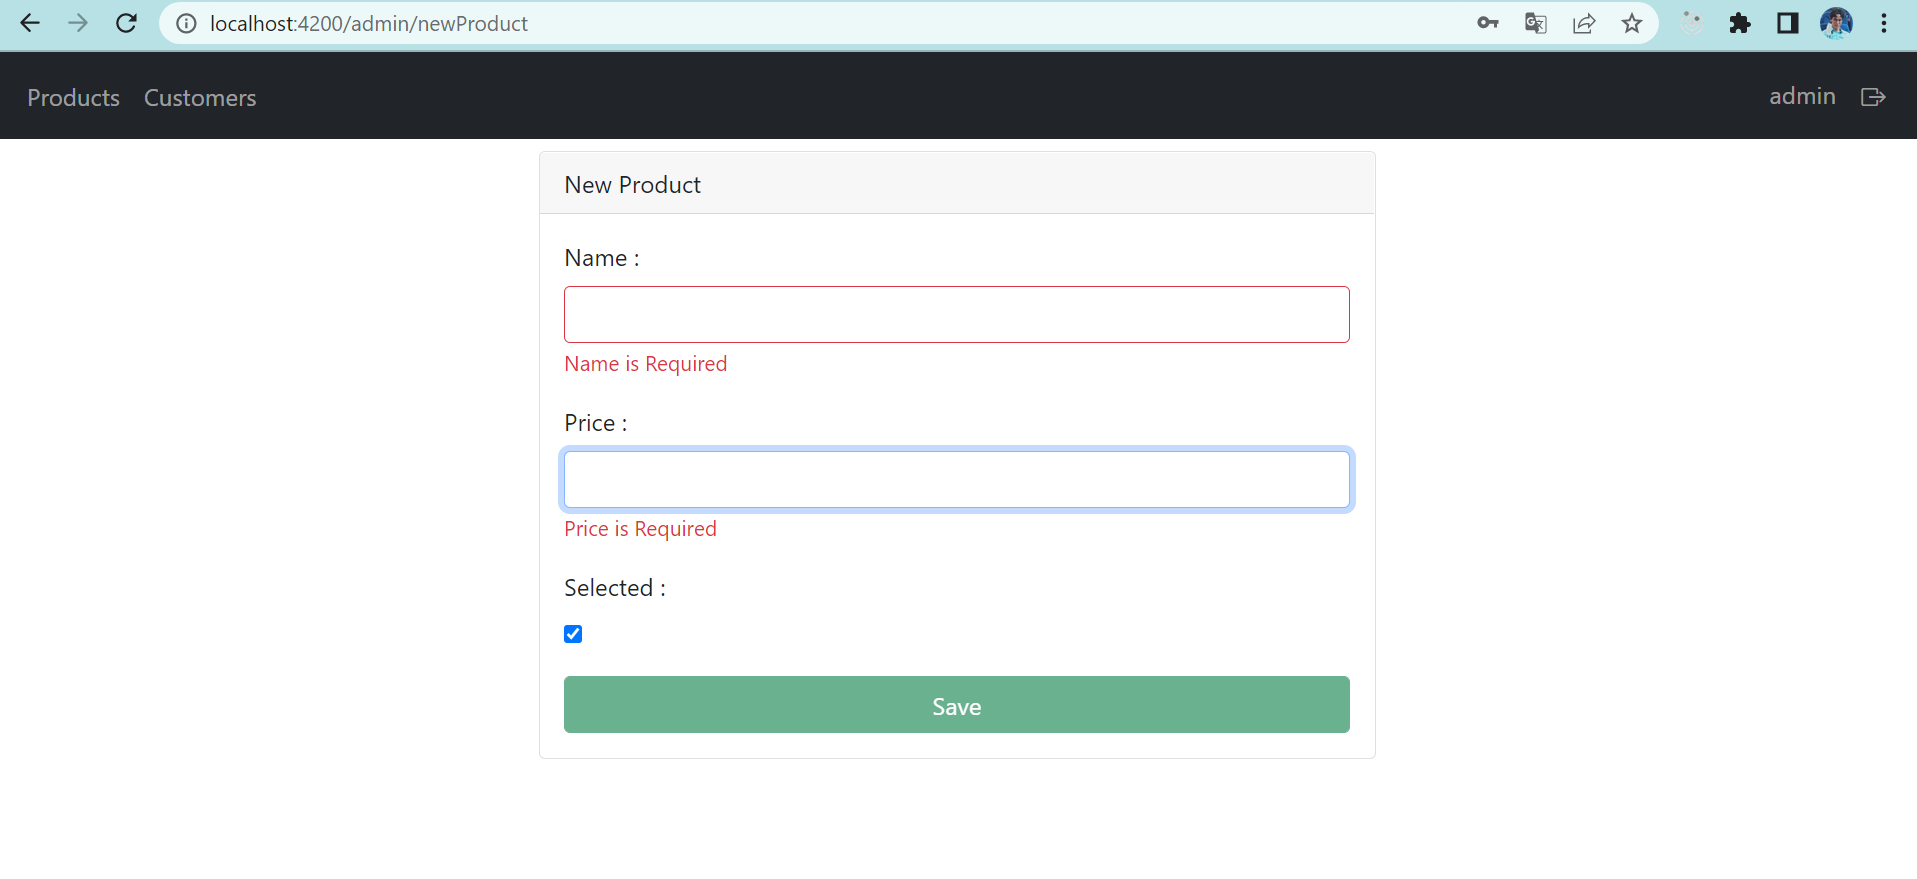 localhost:4200/admin/newProduct
Products Customers admin
New Product
Name :
Name is Required
Price :
Price is Required
Selected :
Save